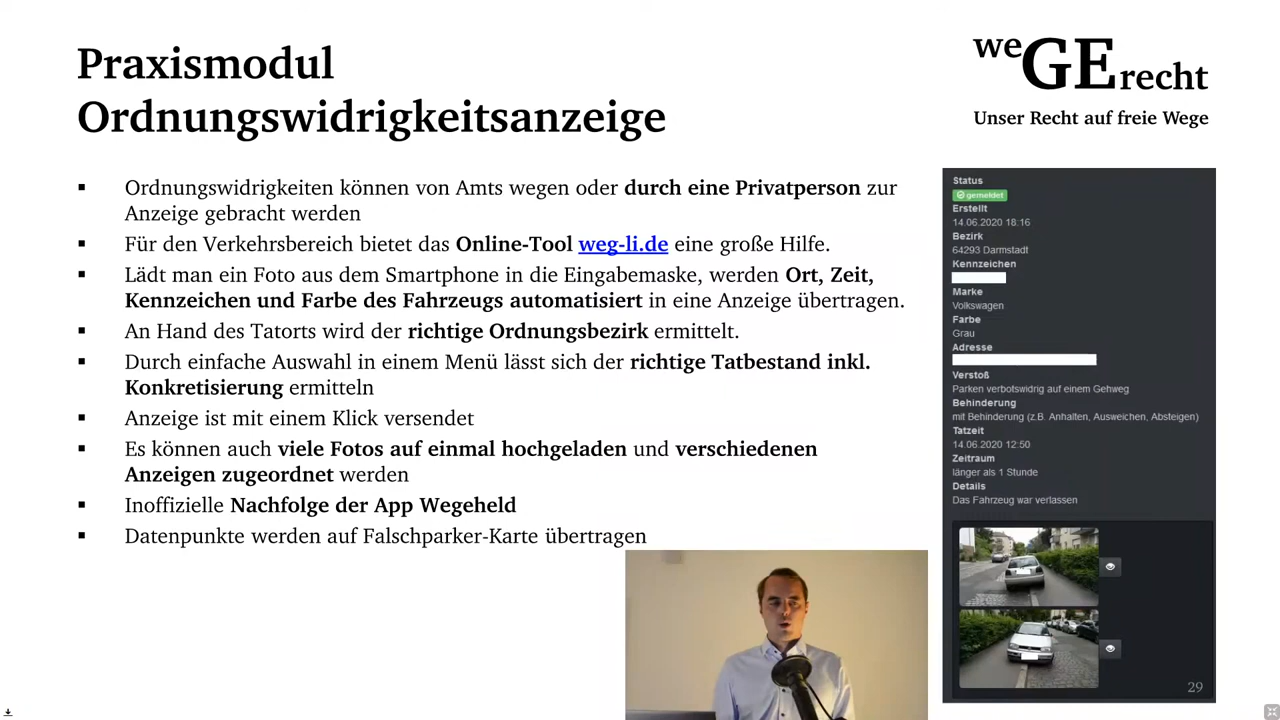 Praxismodul
Ordnungswidrigkeitsanzeige
weGErecht
Unser Recht auf freie Wege
▪ Ordnungswidrigkeiten können von Amts wegen oder durch eine Privatperson zur
Anzeige gebracht werden
▪ Für den Verkehrsbereich bietet das Online-Tool weg-li.de eine große Hilfe.
▪ Lädt man ein Foto aus dem Smartphone in die Eingabemaske, werden Ort, Zeit,
Kennzeichen und Farbe des Fahrzeugs automatisiert in eine Anzeige übertragen.
▪ An Hand des Tatorts wird der richtige Ordnungsbezirk ermittelt.
▪ Durch einfache Auswahl in einem Menü lässt sich der richtige Tatbestand inkl.
Konkretisierung ermitteln
▪ Anzeige ist mit einem Klick versendet
▪ Es können auch viele Fotos auf einmal hochgeladen und verschiedenen
Anzeigen zugeordnet werden
▪ Inoffizielle Nachfolge der App Wegeheld
▪ Datenpunkte werden auf Falschparker-Karte übertragen
Status
gemeldet
Erstellt
14.06.2020 18:16
Bezirk
64293 Darmstadt
Kennzeichen
Marke
Volkswagen
Farbe
Grau
Adresse
Verstoß
Parken verbotswidrig auf einem Gehweg
Behinderung
mit Behinderung (z.B. Anhalten, Ausweichen, Absteigen)
Tatzeit
14.06.2020 12:50
Zeitraum
länger als 1 Stunde
Details
Das Fahrzeug war verlassen
29